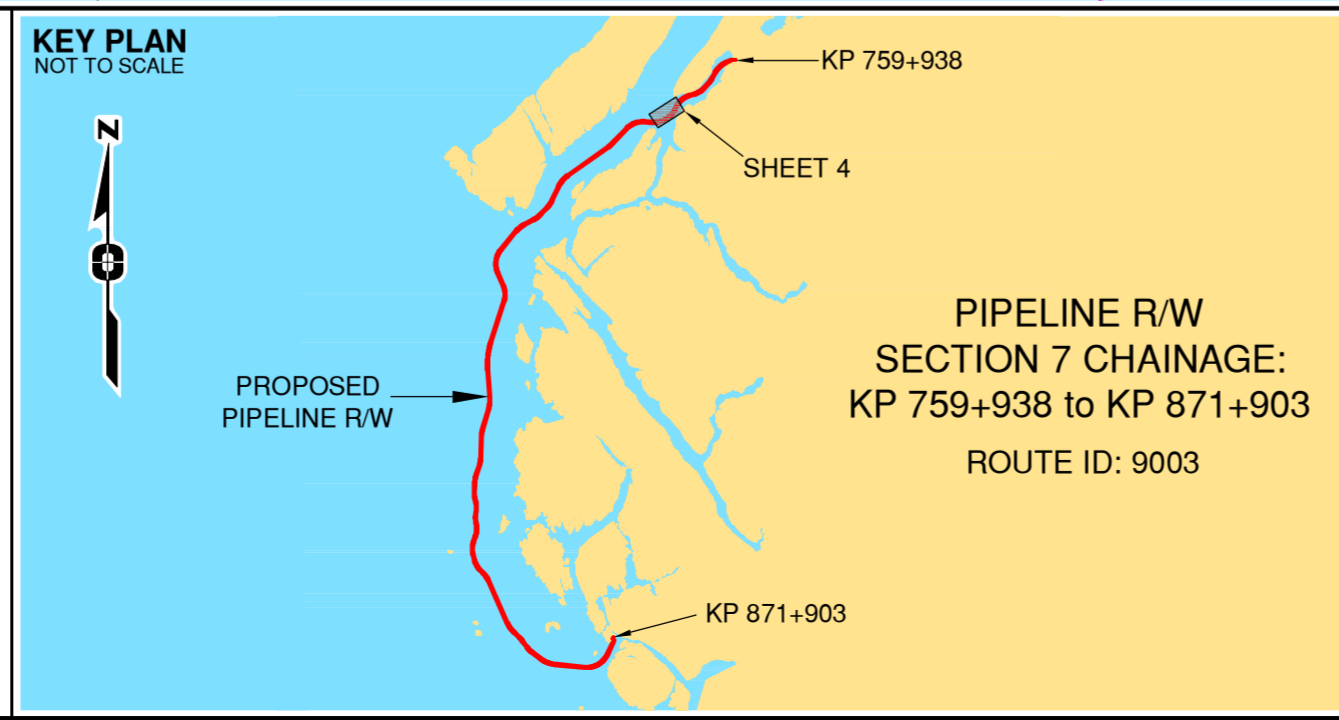 KEY PLAN
NOT TO SCALE
N
KP 759+938
SHEET 4
PIPELINE R/W
SECTION 7 CHAINAGE:
KP 759+938 to KP 871+903
ROUTE ID: 9003
PROPOSED
PIPELINE R/W
KP 871+903